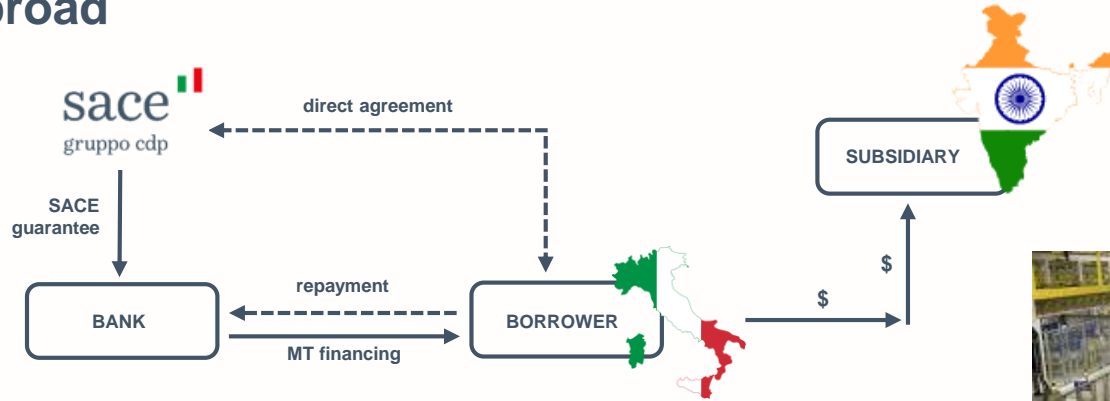 broad
sace
gruppo cdp
direct agreement
SUBSIDIARY
SACE
guarantee
$
repayment
$
BANK
BORROWER
MT financing